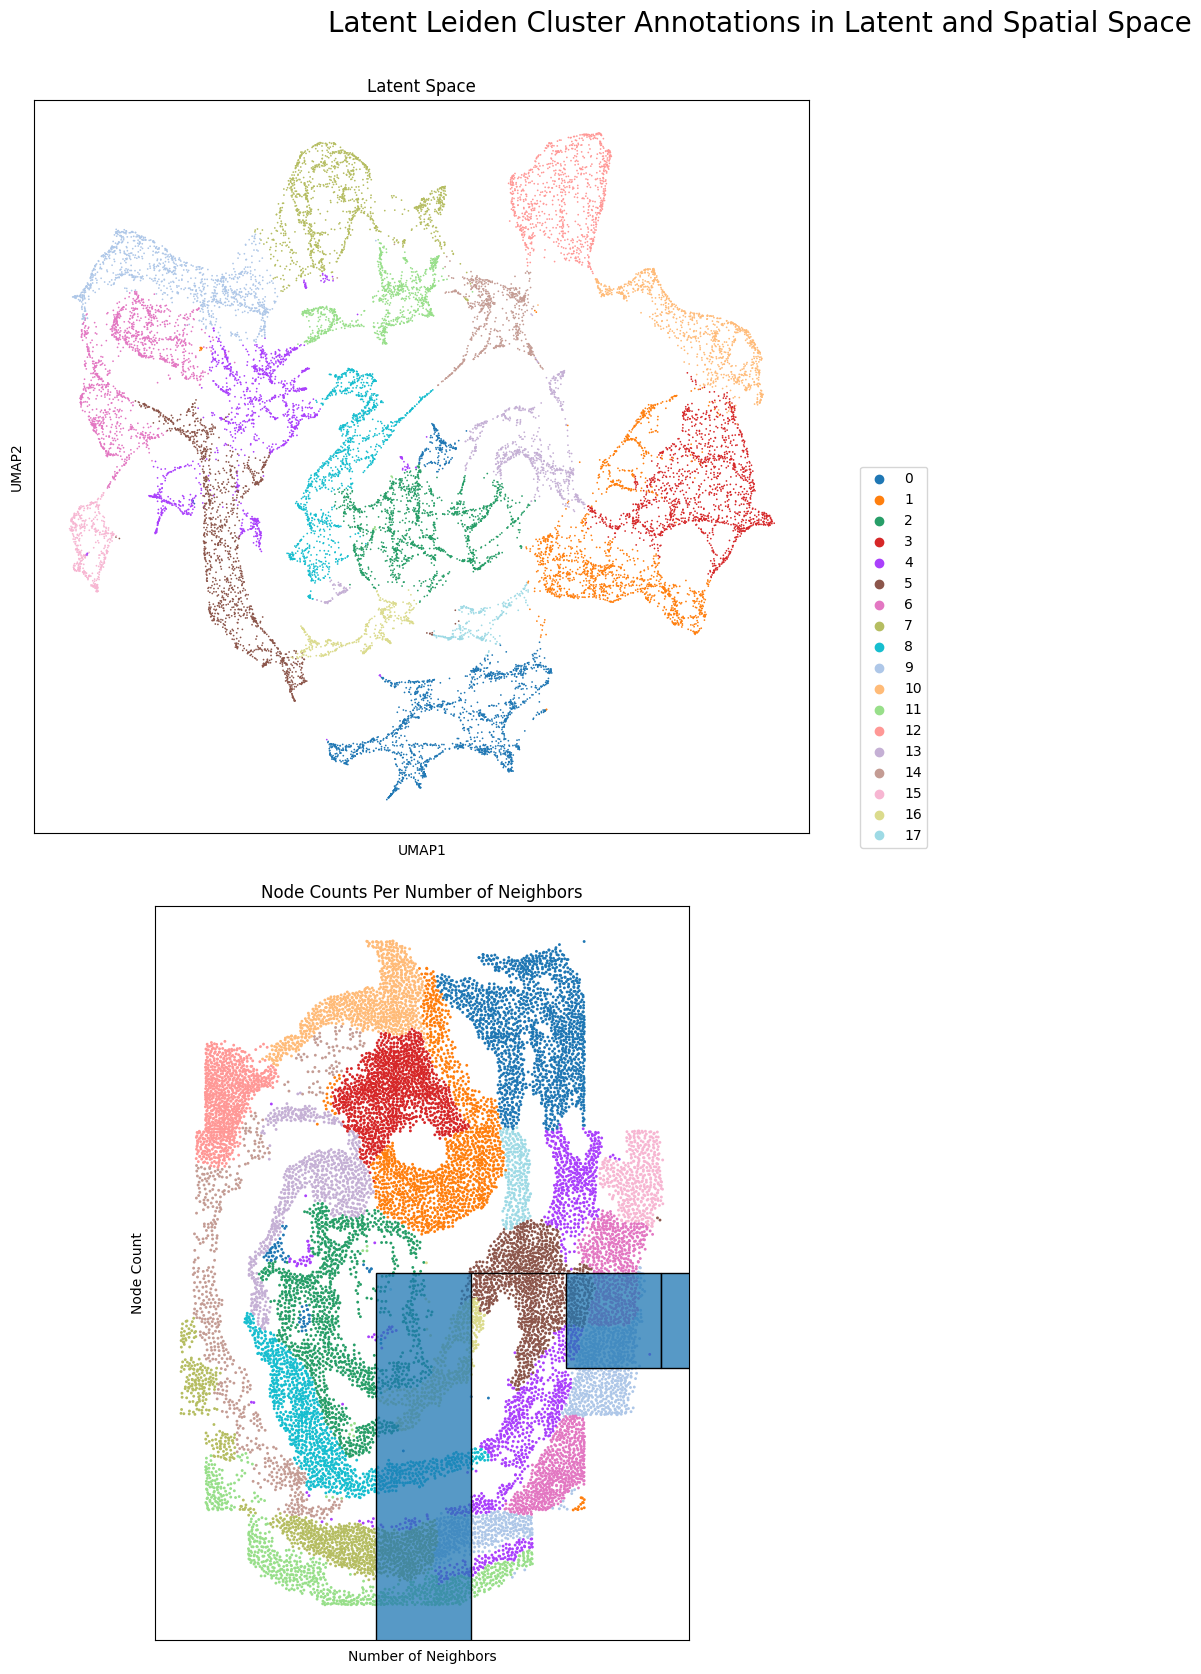 Latent Leiden Cluster Annotations in Latent and Spatial Space
Latent Space
UMAP2
UMAP1
0
1
2
3
4
5
6
7
8
9
10
11
12
13
14
15
16
17
Node Counts Per Number of Neighbors
Node Count
Number of Neighbors